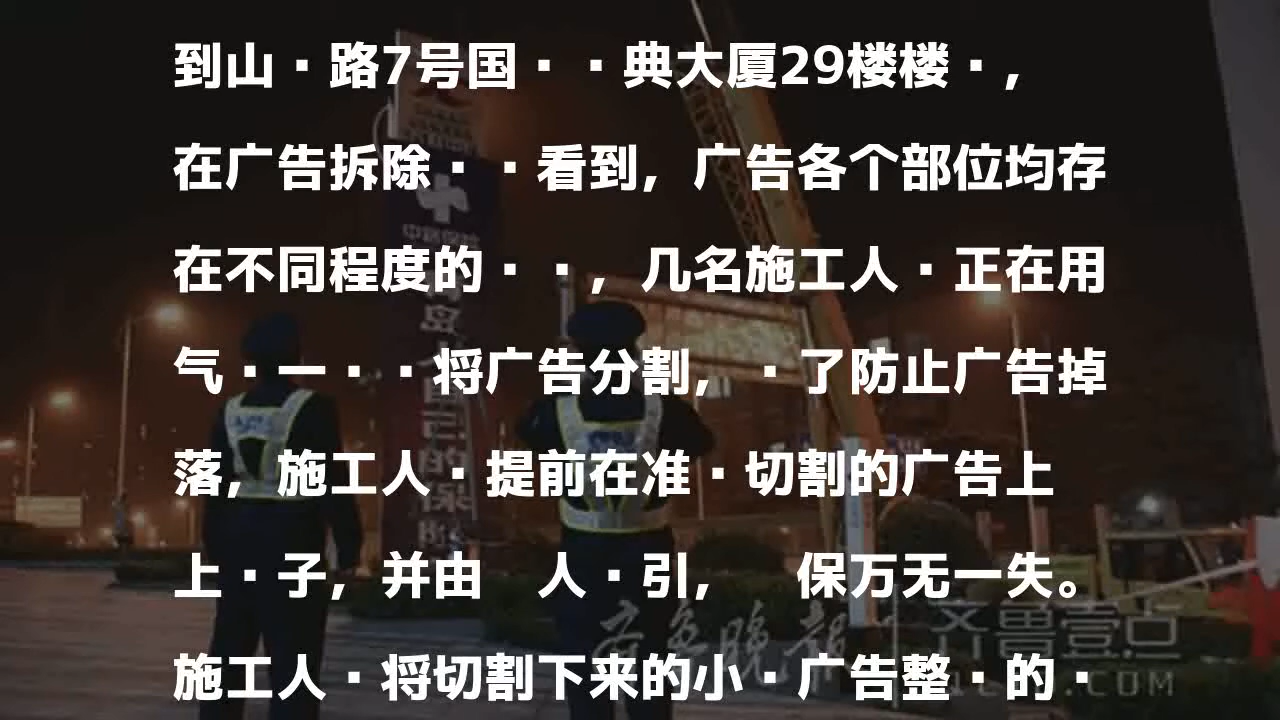 到山·路7号国··典大厦29楼楼·，
在广告拆除··看到，广告各个部位均存
在不同程度的··，几名施工人·正在用
气·一··将广告分割，·了防止广告掉
落，施工人·提前在准·切割的广告上
上·子，并由 人·引， 保万无一失。
施工人·将切割下来的小·广告整·的·
齐鲁晚报 齐鲁壹点